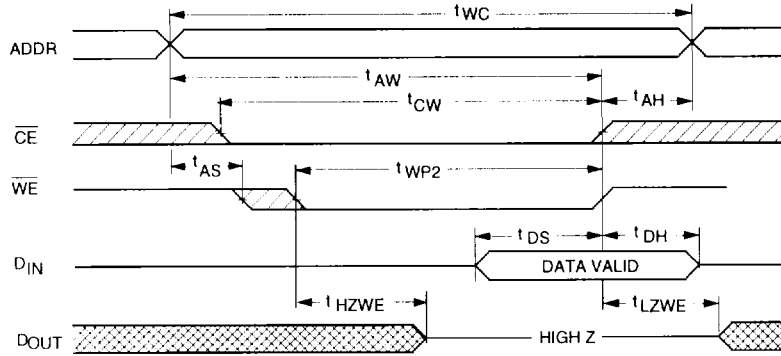 tWC
ADDR
tAW
tCW
tAH
CE
tAS
tWP2
WE
tDS
tDH
DIN
DATA VALID
tHZWE
tLZWE
DOUT
HIGH Z